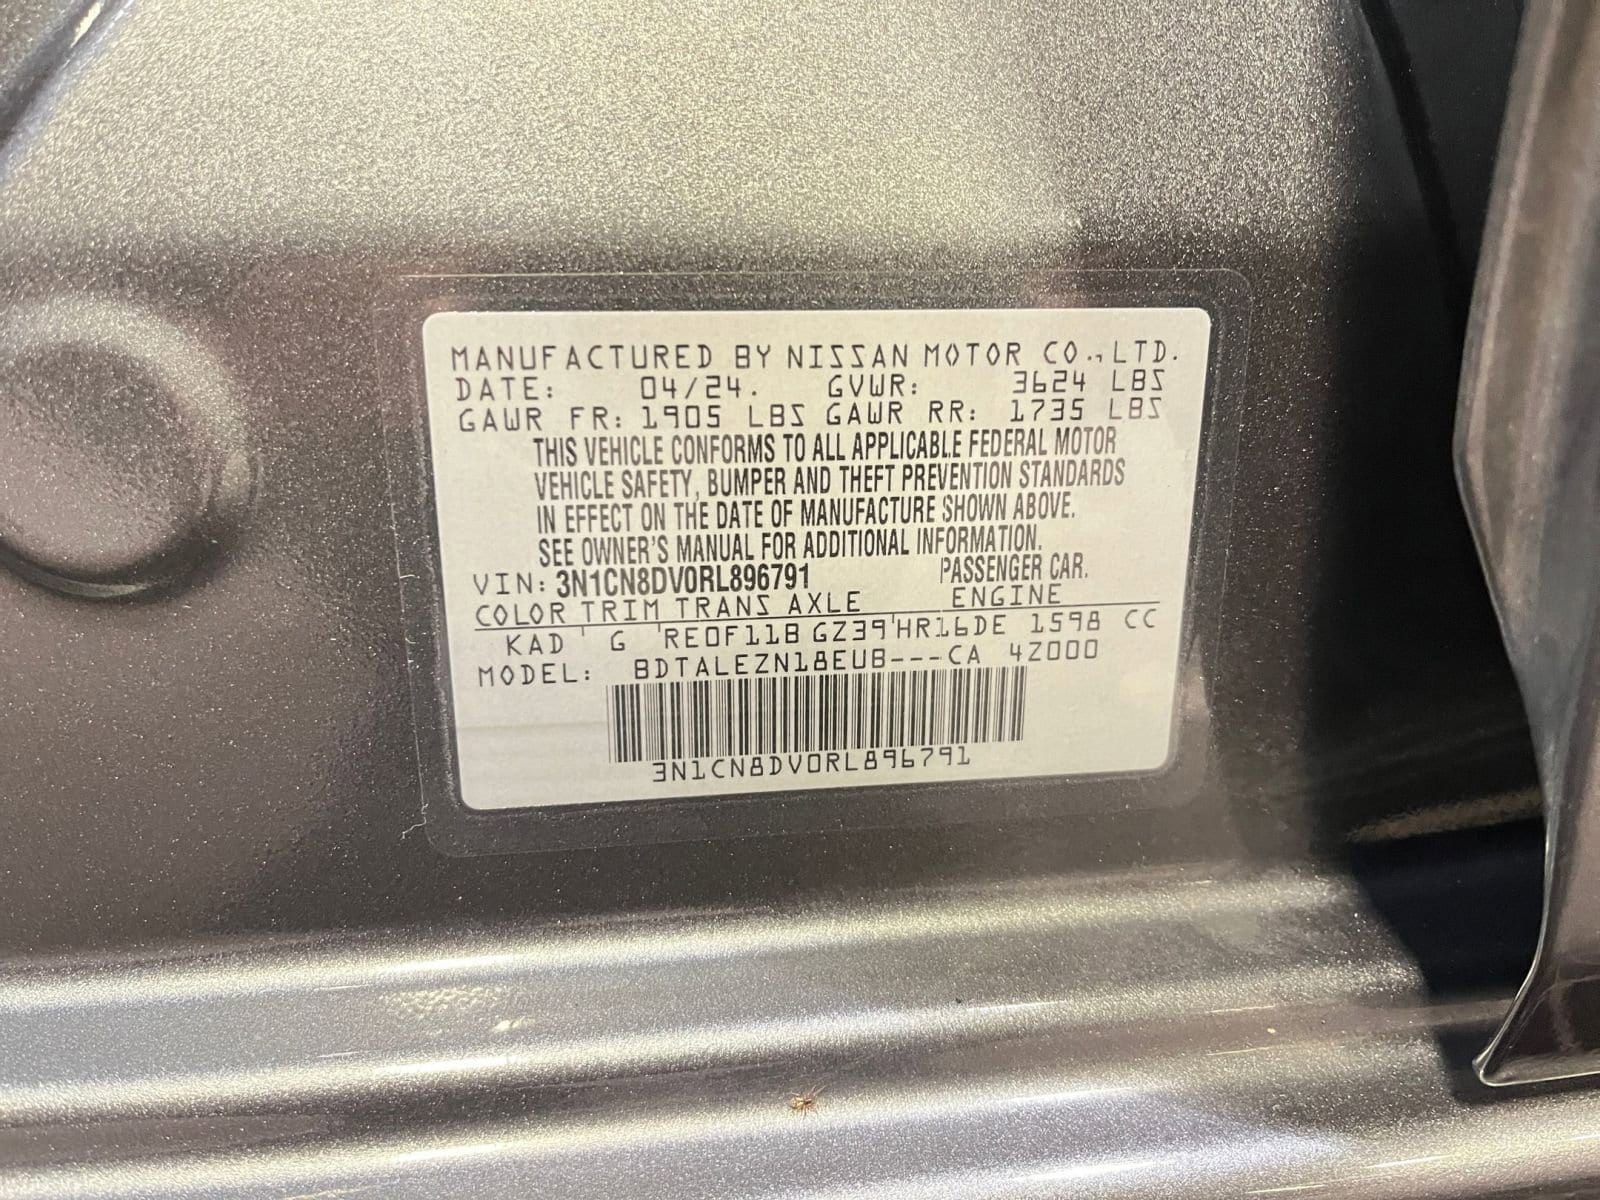 MANUFACTURED BY NISSAN MOTOR CO.,LTD.
DATE: 04/24. GVWR: 3624 LBS
GAWR FR: 1905 LBS GAWR RR: 1735 LBS
THIS VEHICLE CONFORMS TO ALL APPLICABLE FEDERAL MOTOR
VEHICLE SAFETY, BUMPER AND THEFT PREVENTION STANDARDS
IN EFFECT ON THE DATE OF MANUFACTURE SHOWN ABOVE.
SEE OWNER'S MANUAL FOR ADDITIONAL INFORMATION.
VIN: 3N1CN8DV0RL896791 PASSENGER CAR.
COLOR TRIM TRANS AXLE ENGINE
KAD G RE0F11B GZ39 HR16DE 1598 CC
MODEL: BDTALEZN18EUB---CA 4Z000
3N1CN8DV0RL896791